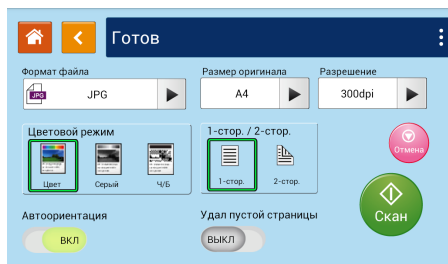 Готов
Формат файла
Размер оригинала
Разрешение
JPG
JPG
A4
300dpi
Цветовой режим
1-стор. / 2-стор.
Отмена
Цвет
Серый
Ч/Б
1-стор.
2-стор.
Скан
Автоориентация
Удал пустой страницы
ВКЛ
ВЫКЛ